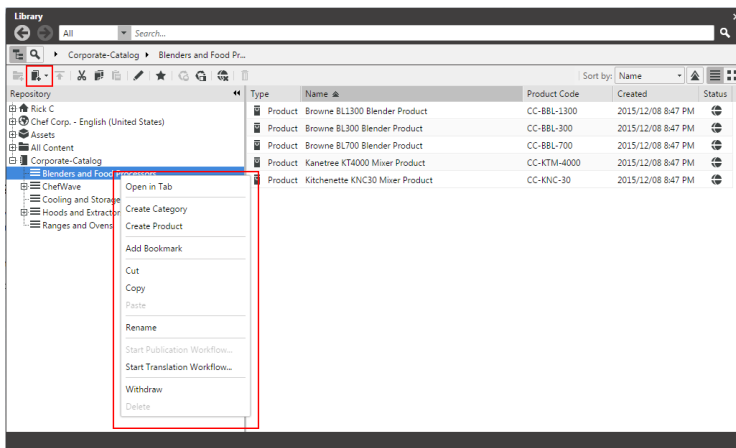 Library
All Search...
Corporate-Catalog Blenders and Food Pr...
Sort by: Name
Repository
Type Name Product Code Created Status
Rick C
Chef Corp. - English (United States)
Assets
All Content
Corporate-Catalog
Blenders and Food Processors
ChefWave
Cooling and Storage
Hoods and Extractor
Ranges and Ovens
Product Browne BL1300 Blender Product CC-BBL-1300 2015/12/08 8:47 PM
Product Browne BL300 Blender Product CC-BBL-300 2015/12/08 8:47 PM
Product Browne BL700 Blender Product CC-BBL-700 2015/12/08 8:47 PM
Product Kanetree KT4000 Mixer Product CC-KTM-4000 2015/12/08 8:47 PM
Product Kitchenette KNC30 Mixer Product CC-KNC-30 2015/12/08 8:47 PM
Open in Tab
Create Category
Create Product
Add Bookmark
Cut
Copy
Paste
Rename
Start Publication Workflow...
Start Translation Workflow...
Withdraw
Delete